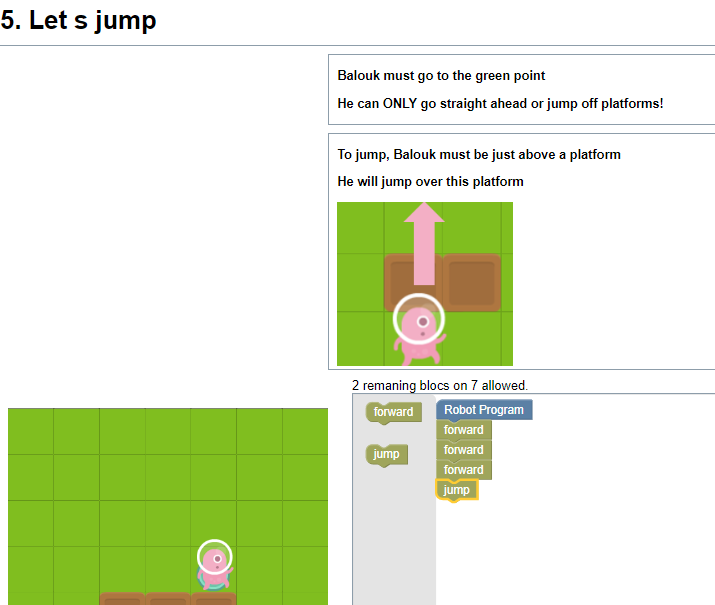 5. Let s jump
Balouk must go to the green point
He can ONLY go straight ahead or jump off platforms!
To jump, Balouk must be just above a platform
He will jump over this platform
2 remaning blocs on 7 allowed.
forward
jump
Robot Program
forward
forward
forward
jump